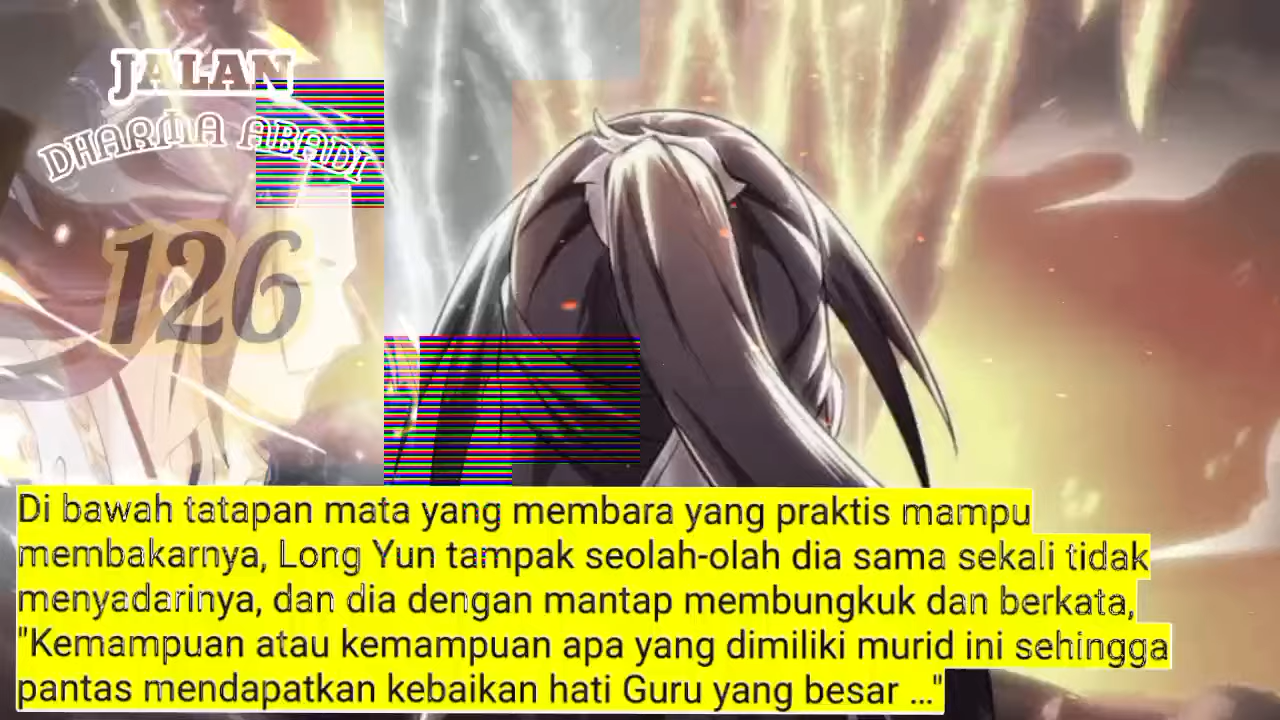 JALAN
DHARMA ABADI
126
Di bawah tatapan mata yang membara yang praktis mampu
membakarnya, Long Yun tampak seolah-olah dia sama sekali tidak
menyadarinya, dan dia dengan mantap membungkuk dan berkata,
"Kemampuan atau kemampuan apa yang dimiliki murid ini sehingga
pantas mendapatkan kebaikan hati Guru yang besar ..."